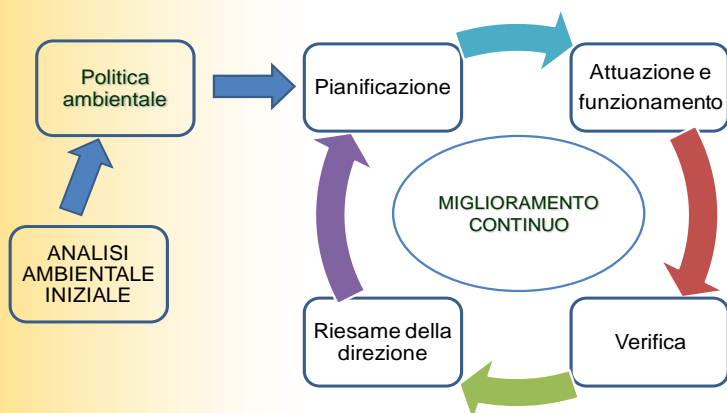 Politica
ambientale
Pianificazione
Attuazione e
funzionamento
MIGLIORAMENTO
CONTINUO
ANALISI
AMBIENTALE
INIZIALE
Riesame della
direzione
Verifica